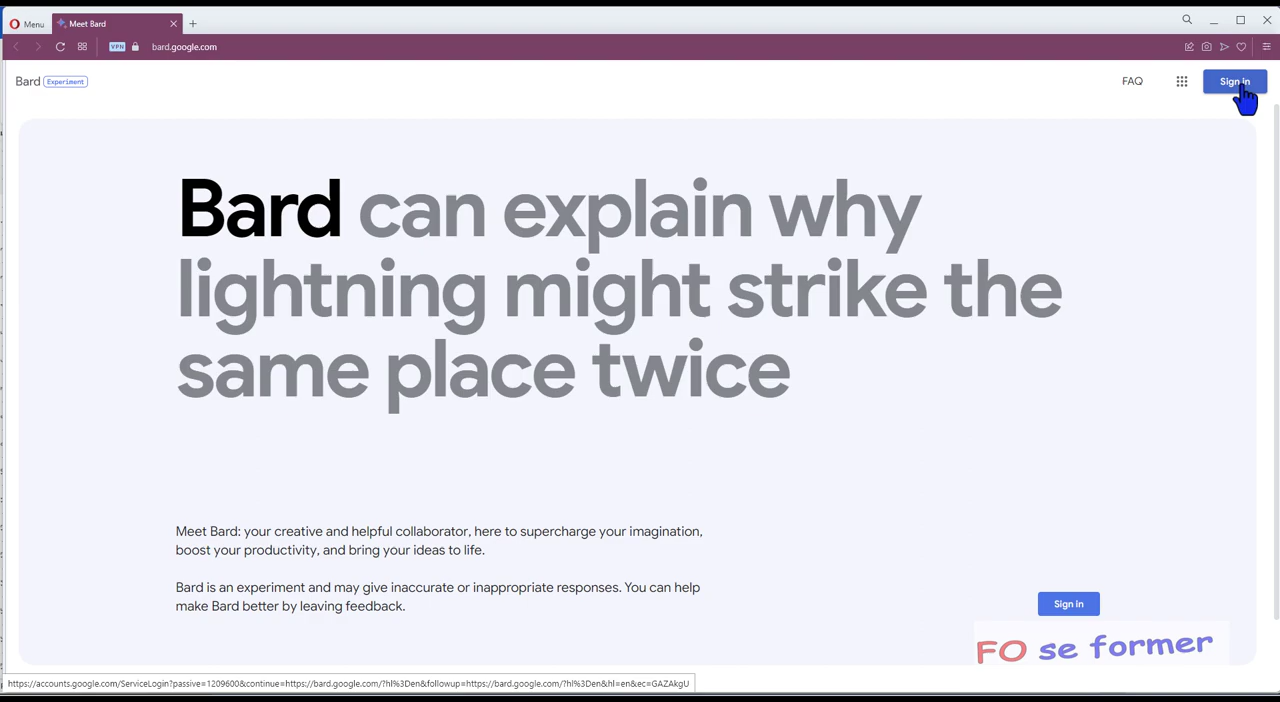 Menu
Meet Bard
VPN
bard.google.com
Bard Experiment
FAQ
Sign in
Bard can explain why
lightning might strike the
same place twice
Meet Bard: your creative and helpful collaborator, here to supercharge your imagination,
boost your productivity, and bring your ideas to life.
Bard is an experiment and may give inaccurate or inappropriate responses. You can help
make Bard better by leaving feedback.
Sign in
FO se former
https://accounts.google.com/ServiceLogin?passive=1209600&continue=https://bard.google.com/?hl%3Den&followup=https://bard.google.com/?hl%3Den&hl=en&ec=GAZAkgU